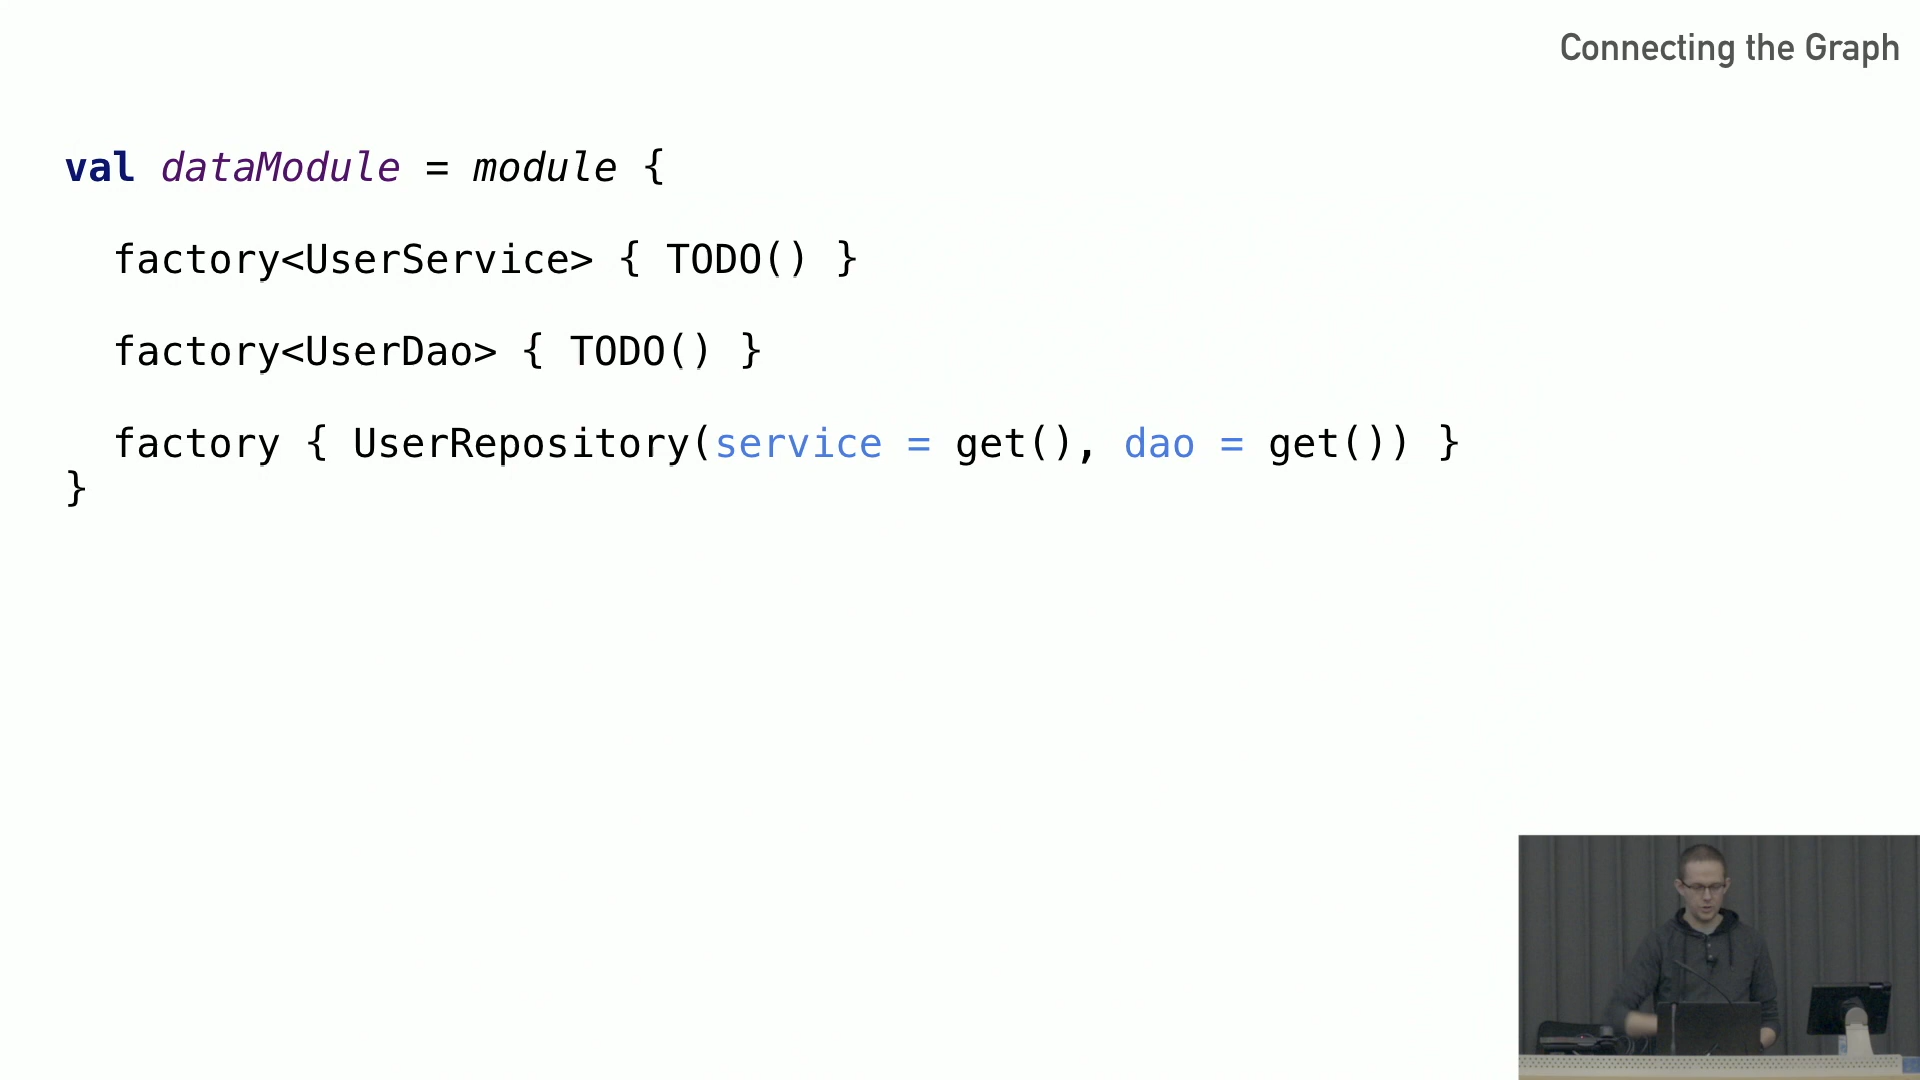 Connecting the Graph
val dataModule = module {
factory<UserService> { TODO() }
factory<UserDao> { TODO() }
factory { UserRepository(service = get(), dao = get()) }
}